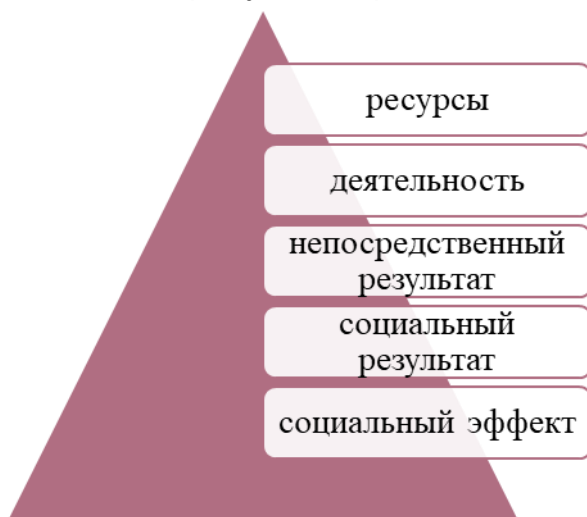 ресурсы
деятельность
непосредственный
результат
социальный
результат
социальный эффект